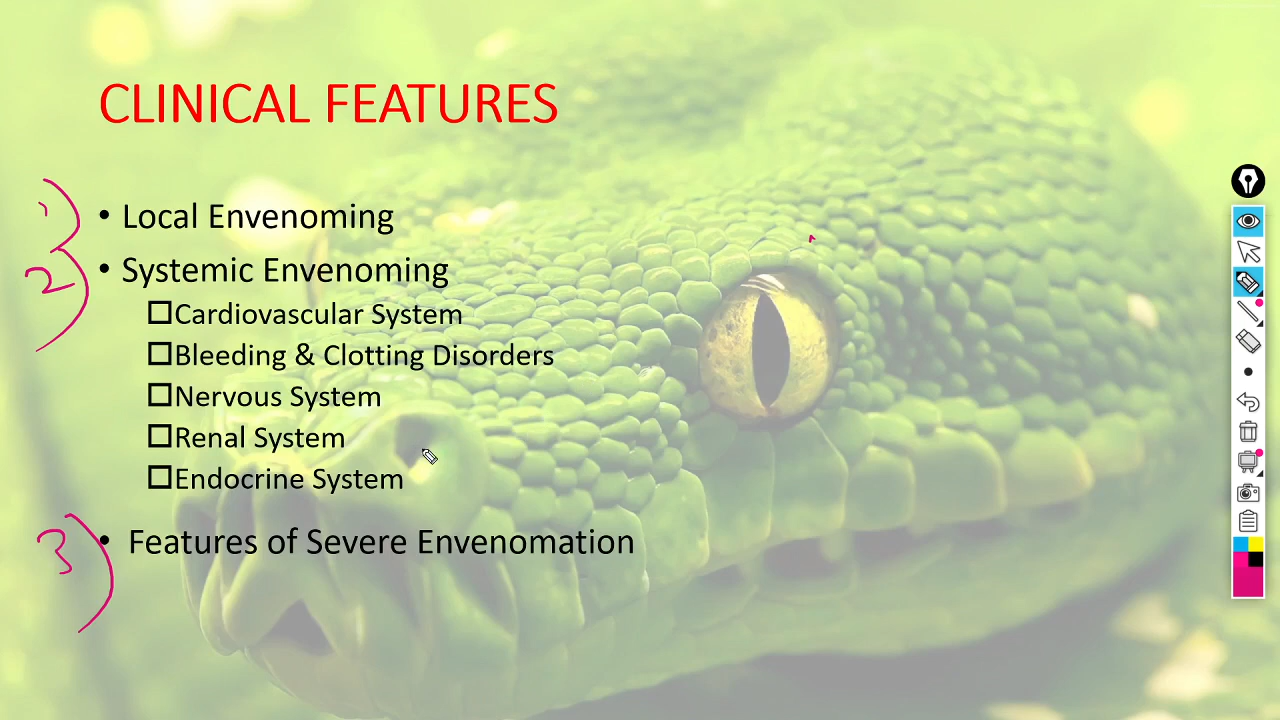 CLINICAL FEATURES
1) • Local Envenoming
2) • Systemic Envenoming
☐Cardiovascular System
☐Bleeding & Clotting Disorders
☐Nervous System
☐Renal System
☐Endocrine System
3) • Features of Severe Envenomation